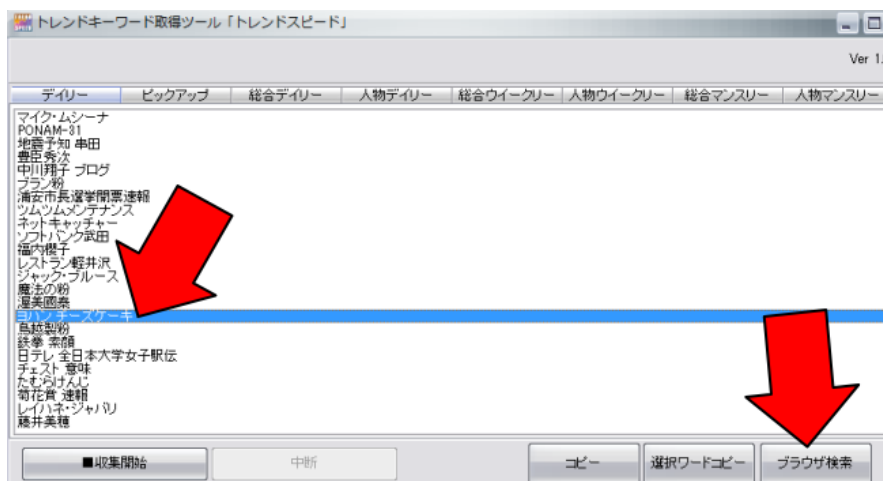 トレンドキーワード取得ツール「トレンドスピード」
Ver 1.
デイリー ピックアップ 総合デイリー 人物デイリー 総合ウイークリー 人物ウイークリー 総合マンスリー 人物マンスリー
マイク・ムシーナ
PONAM-31
地震予知 串田
豊臣秀次
中川翔子 ブログ
ブラン粉
浦安市長選挙開票速報
ツムツムメンテナンス
ネットキャッチャー
ソフトバンク武田
福内櫻子
レストラン軽井沢
ジャック・ブルース
魔法の粉
渥美國泰
ヨハン チーズケーキ
鳥越製粉
鉄拳 素顔
日テレ 全日本大学女子駅伝
チェスト 意味
たむらけんじ
菊花賞 速報
レイハネ・ジャバリ
藤井美穂
■収集開始 中断 コピー 選択ワードコピー ブラウザ検索